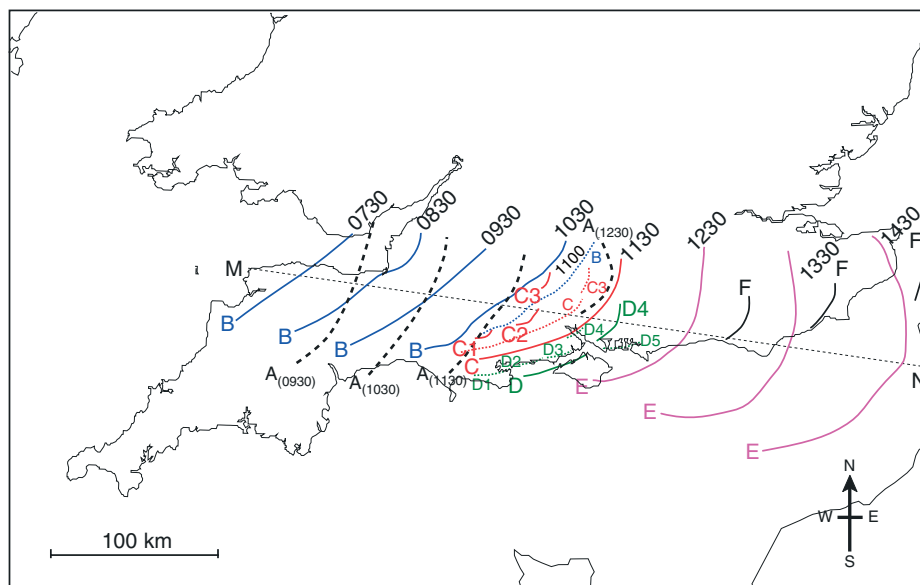 0730
0830
0930
1030
A(1230)
1130
1230
1330
1430
F
M
1100
B
C3
C3
C
F
F
B
B
B
B
C1
C2
D4
D4
D3
D5
C
D2
D1
D
E
N
A(0930)
A(1030)
A(1130)
E
E
100 km
N
W
E
S